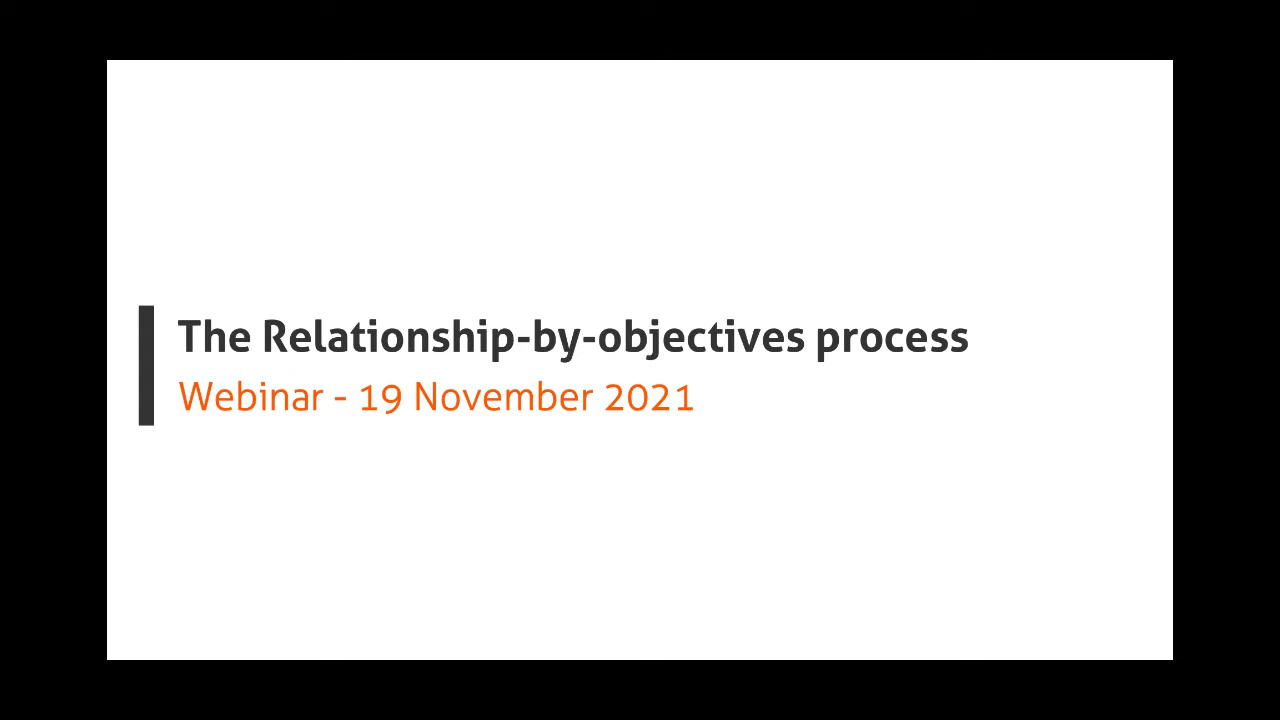 The Relationship-by-objectives process
Webinar - 19 November 2021